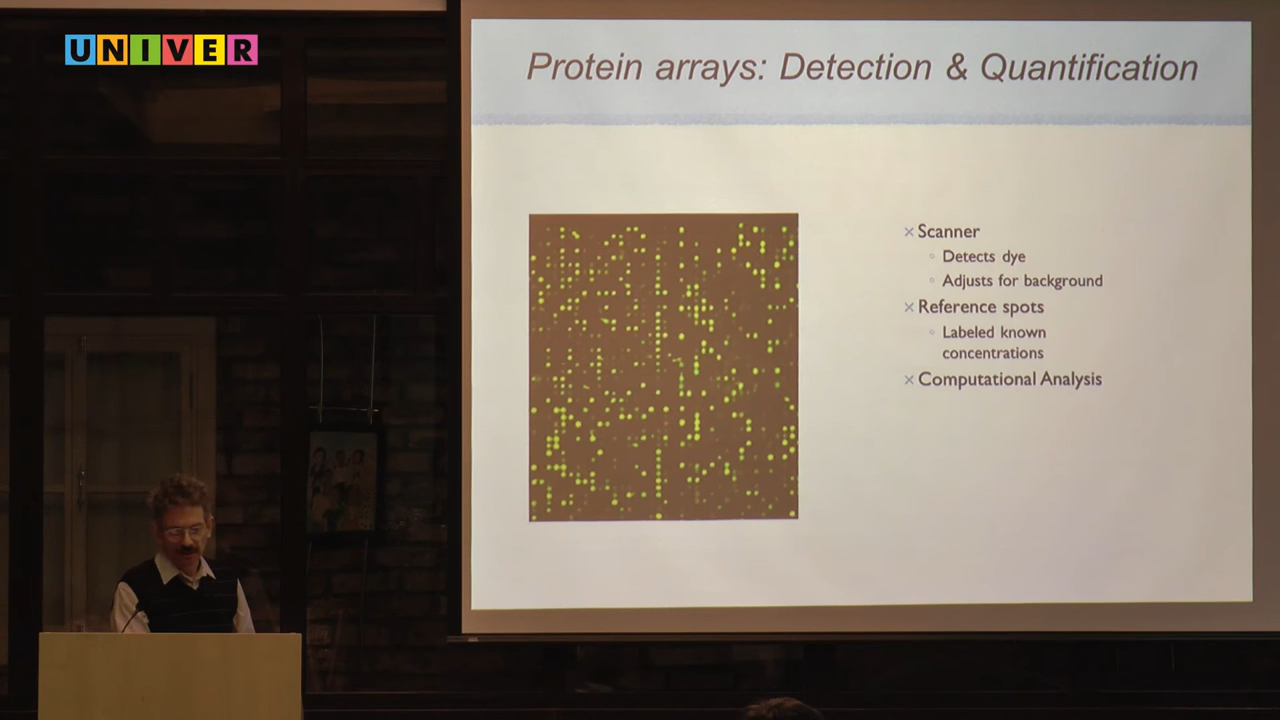 UNIVER
Protein arrays: Detection & Quantification
× Scanner
◦ Detects dye
◦ Adjusts for background
× Reference spots
◦ Labeled known
concentrations
× Computational Analysis